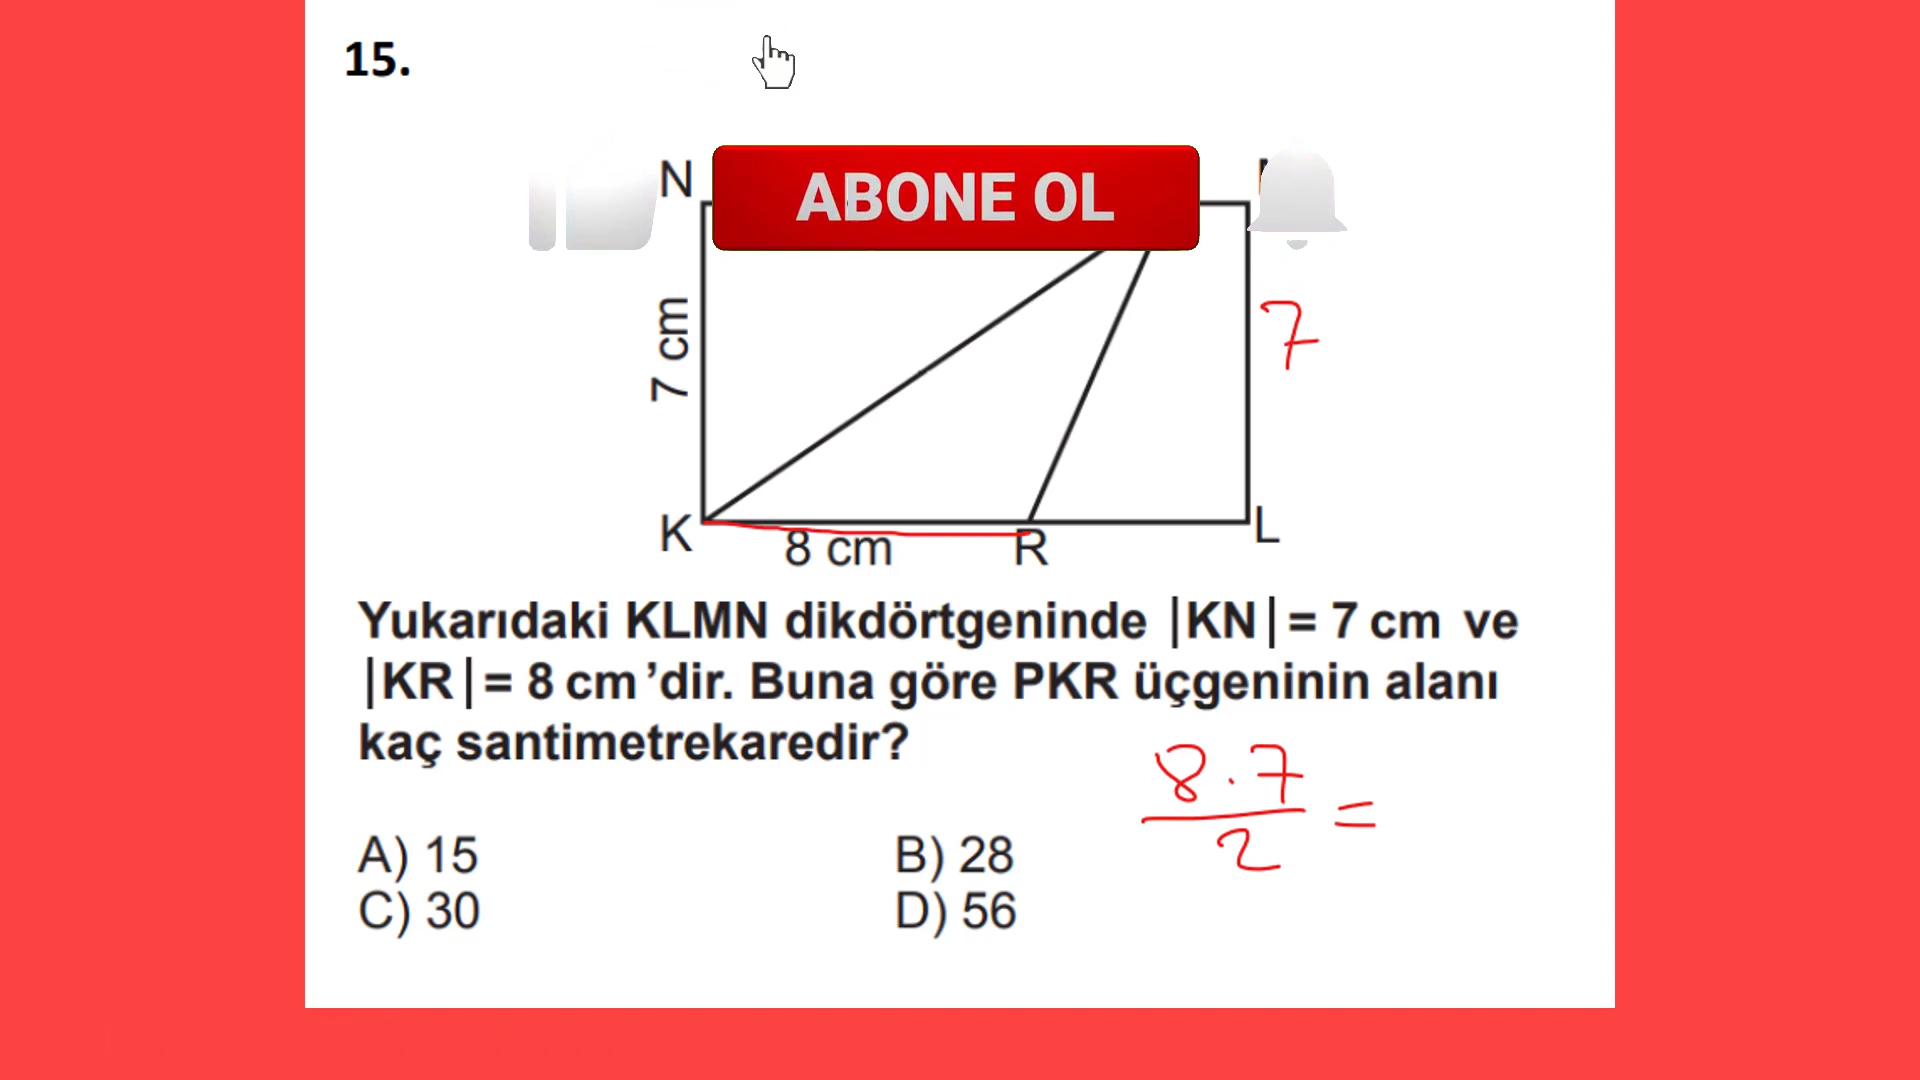 15.
N
ABONE OL
7 cm
7
K
8 cm
R
L
Yukarıdaki KLMN dikdörtgeninde |KN| = 7 cm ve
|KR| = 8 cm ’dir. Buna göre PKR üçgeninin alanı
kaç santimetrekaredir?
8 . 7
2
=
A) 15
B) 28
C) 30
D) 56